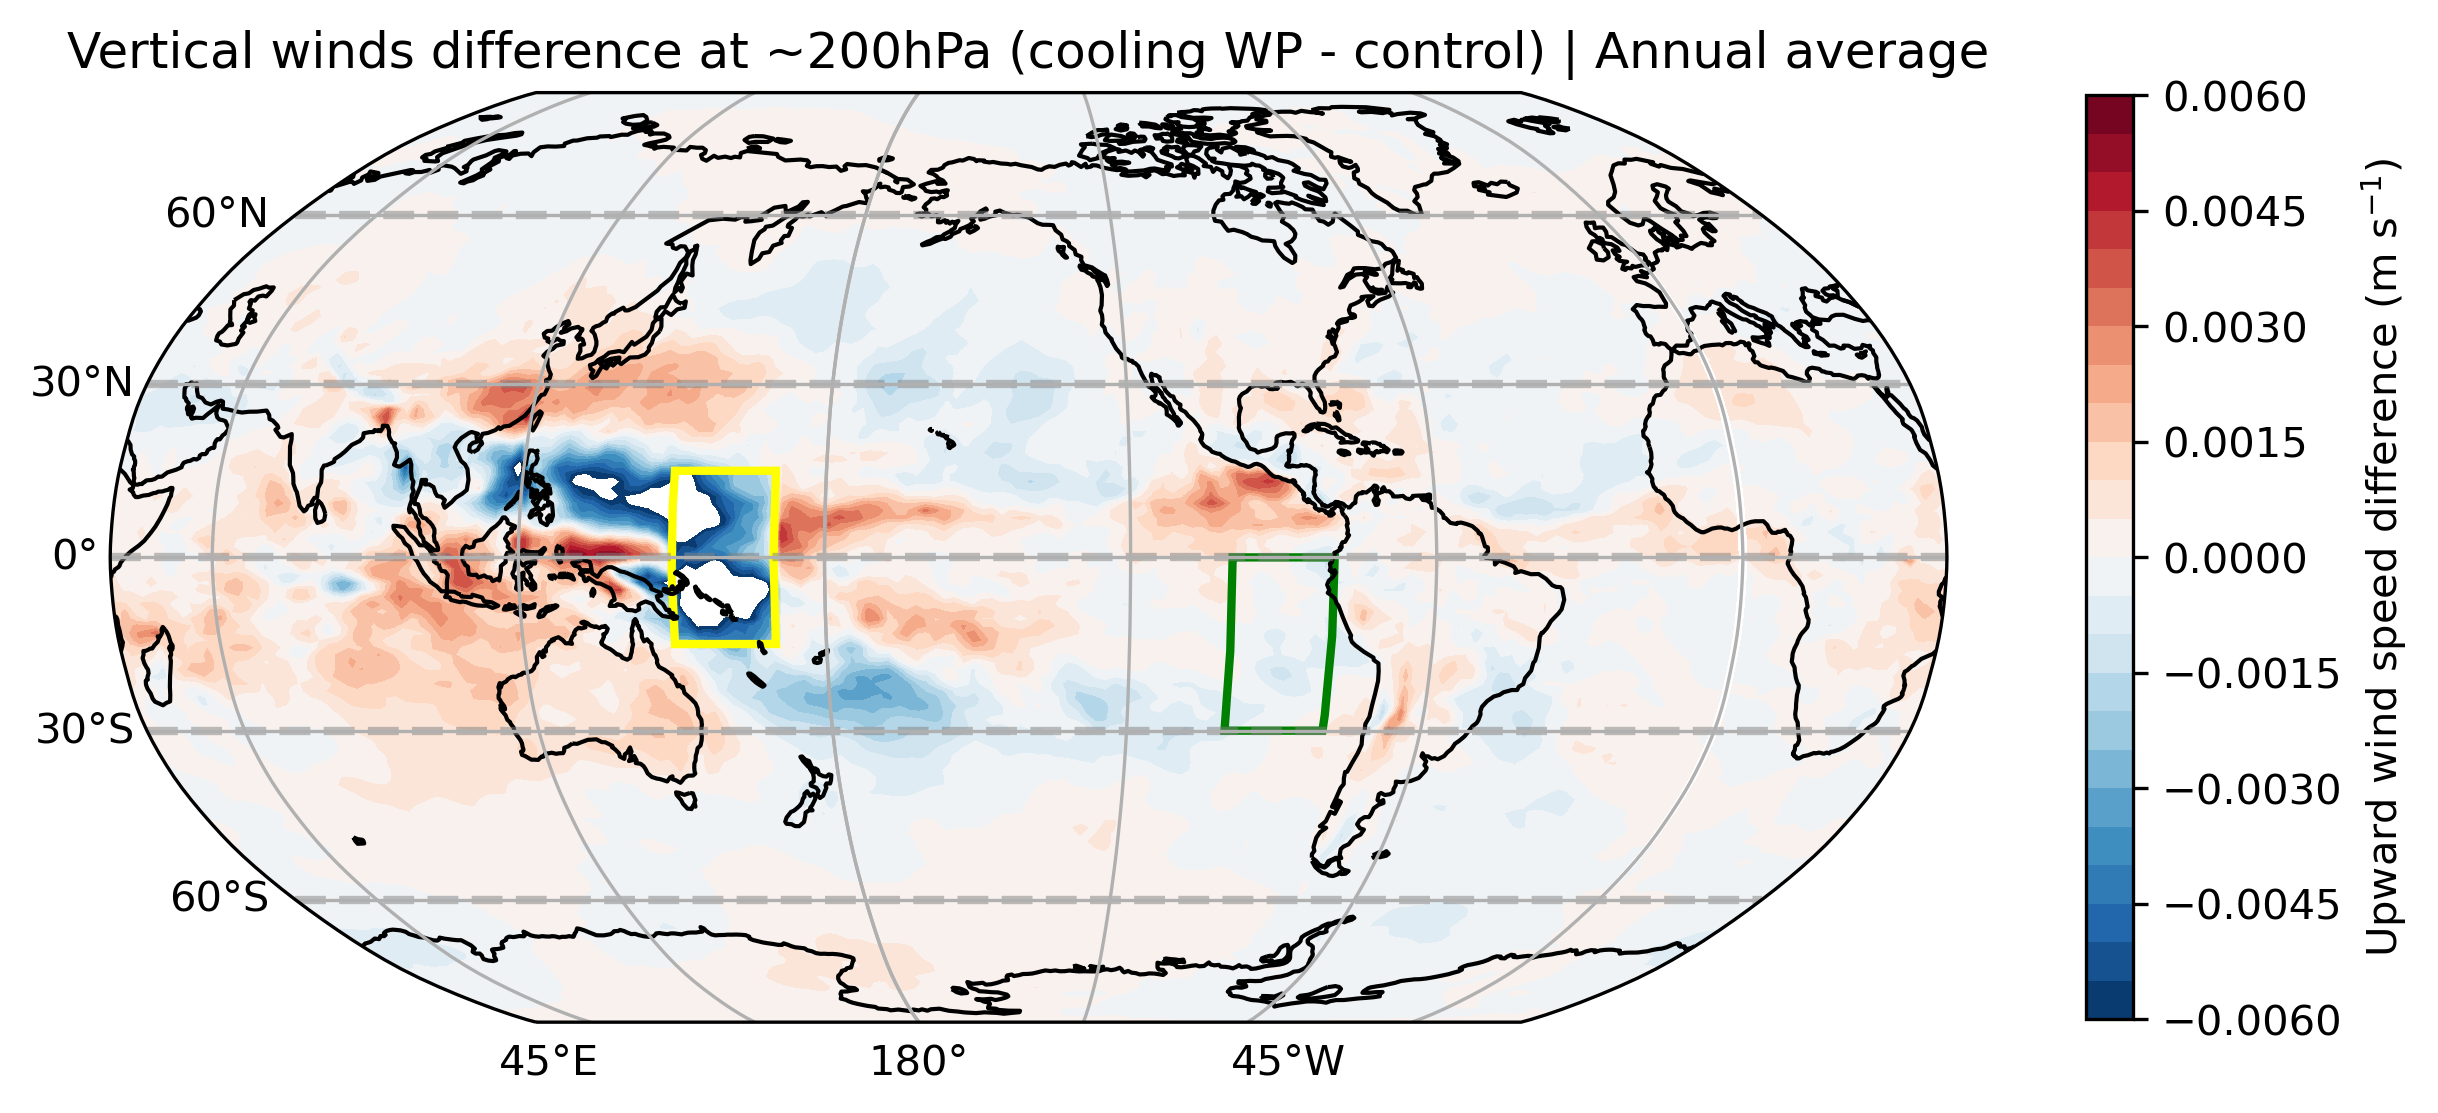 Vertical winds difference at ~200hPa (cooling WP - control) | Annual average
60°N
30°N
0°
30°S
60°S
45°E
180°
45°W
0.0060
0.0045
0.0030
0.0015
0.0000
−0.0015
−0.0030
−0.0045
−0.0060
Upward wind speed difference (m s⁻¹)